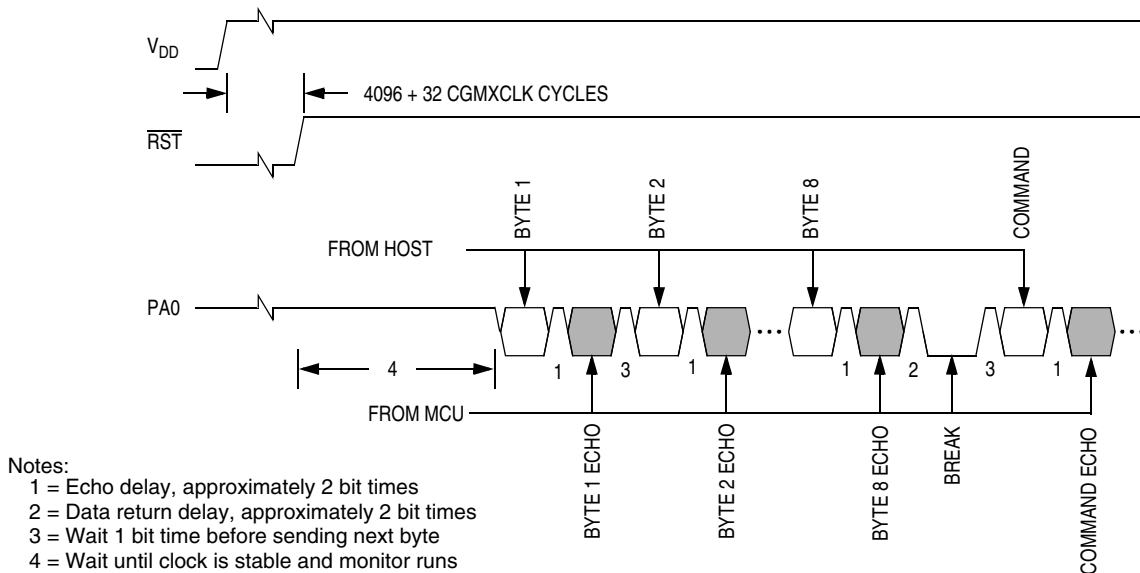 VDD
4096 + 32 CGMXCLK CYCLES
RST
FROM HOST
BYTE 1
BYTE 2
BYTE 8
COMMAND
PA0
4
1
3
1
1
2
3
1
FROM MCU
BYTE 1 ECHO
BYTE 2 ECHO
BYTE 8 ECHO
BREAK
COMMAND ECHO
Notes:
1 = Echo delay, approximately 2 bit times
2 = Data return delay, approximately 2 bit times
3 = Wait 1 bit time before sending next byte
4 = Wait until clock is stable and monitor runs